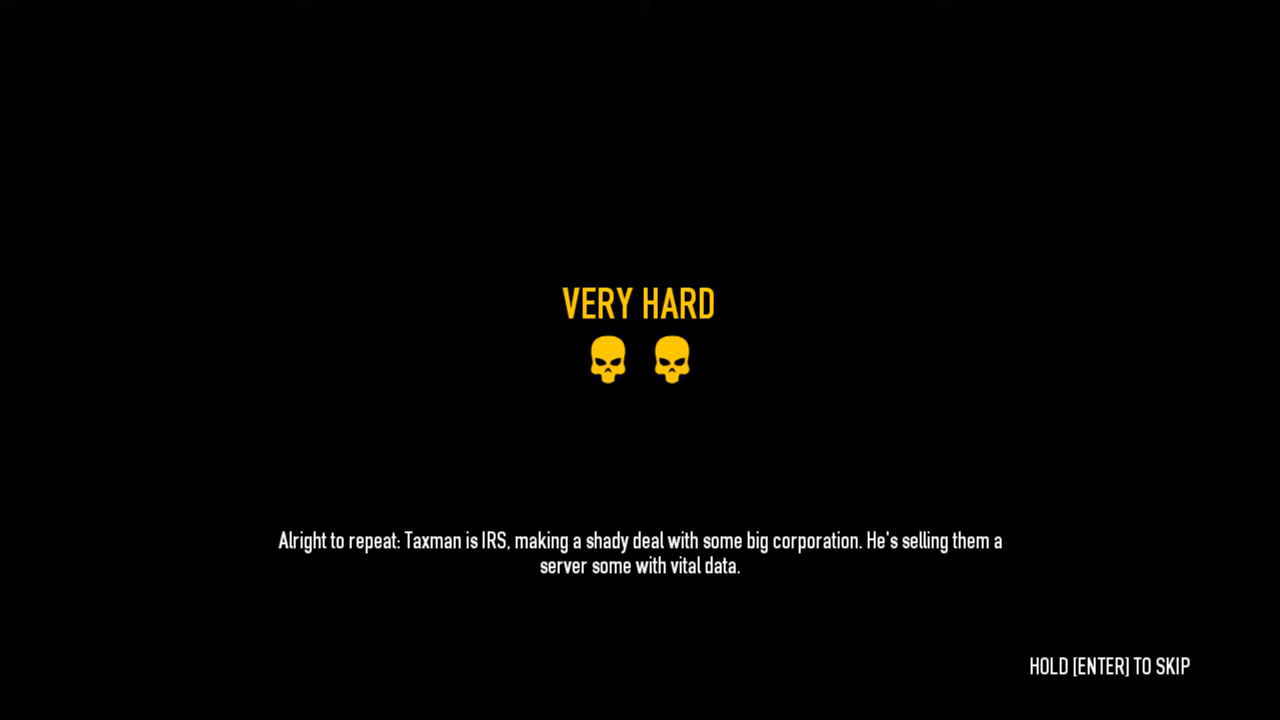 VERY HARD
Alright to repeat: Taxman is IRS, making a shady deal with some big corporation. He's selling them a
server some with vital data.
HOLD [ENTER] TO SKIP